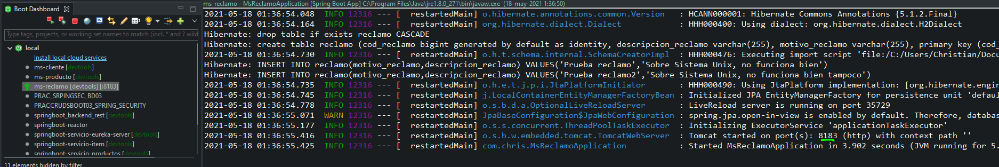 Boot Dashboard
Type tags, projects, or working set names to match (incl. * and ? wild
local
Install local cloud services
ms-cliente [devtools]
ms-producto [devtools]
ms-reclamo [devtools] [:8183]
PRAC_SRPINGSEC_BD03
PRACCRUDSBOOT03_SPRING_SECURITY
springboot_backend_rest [devtools]
springboot-reactor
springboot-servicio-eureka-server [devtools]
springboot-servicio-item [devtools]
springboot-servicio-productos [devtools]
11 elements hidden by filter
ms-reclamo - MsReclamoApplication [Spring Boot App] C:\Program Files\Java\jre1.8.0_271\bin\javaw.exe (18-may-2021 1:36:50)
2021-05-18 01:36:54.048  INFO 12316 --- [  restartedMain] o.hibernate.annotations.common.Version   : HCANN000001: Hibernate Commons Annotations {5.1.2.Final}
2021-05-18 01:36:54.164  INFO 12316 --- [  restartedMain] org.hibernate.dialect.Dialect            : HHH000400: Using dialect: org.hibernate.dialect.H2Dialect
Hibernate: drop table if exists reclamo CASCADE
Hibernate: create table reclamo (cod_reclamo bigint generated by default as identity, descripcion_reclamo varchar(255), motivo_reclamo varchar(255), primary key (cod_
2021-05-18 01:36:54.730  INFO 12316 --- [  restartedMain] o.h.t.schema.internal.SchemaCreatorImpl  : HHH000476: Executing import script 'file:/C:/Users/Christian/Docu
Hibernate: INSERT INTO reclamo(motivo_reclamo,descripcion_reclamo) VALUES('Prueba reclamo','Sobre Sistema Unix, no funciona bien')
Hibernate: INSERT INTO reclamo(motivo_reclamo,descripcion_reclamo) VALUES('Prueba reclamo2','Sobre Sistema Unix, no funciona bien tampoco')
2021-05-18 01:36:54.735  INFO 12316 --- [  restartedMain] o.h.e.t.j.p.i.JtaPlatformInitiator       : HHH000490: Using JtaPlatform implementation: [org.hibernate.engin
2021-05-18 01:36:54.745  INFO 12316 --- [  restartedMain] j.LocalContainerEntityManagerFactoryBean : Initialized JPA EntityManagerFactory for persistence unit 'defaul
2021-05-18 01:36:54.778  INFO 12316 --- [  restartedMain] o.s.b.d.a.OptionalLiveReloadServer       : LiveReload server is running on port 35729
2021-05-18 01:36:55.071  WARN 12316 --- [  restartedMain] JpaBaseConfiguration$JpaWebConfiguration : spring.jpa.open-in-view is enabled by default. Therefore, databas
2021-05-18 01:36:55.177  INFO 12316 --- [  restartedMain] o.s.s.concurrent.ThreadPoolTaskExecutor  : Initializing ExecutorService 'applicationTaskExecutor'
2021-05-18 01:36:55.416  INFO 12316 --- [  restartedMain] o.s.b.w.embedded.tomcat.TomcatWebServer  : Tomcat started on port(s): 8183 (http) with context path ''
2021-05-18 01:36:55.425  INFO 12316 --- [  restartedMain] com.chris.MsReclamoApplication           : Started MsReclamoApplication in 3.902 seconds (JVM running for 5.